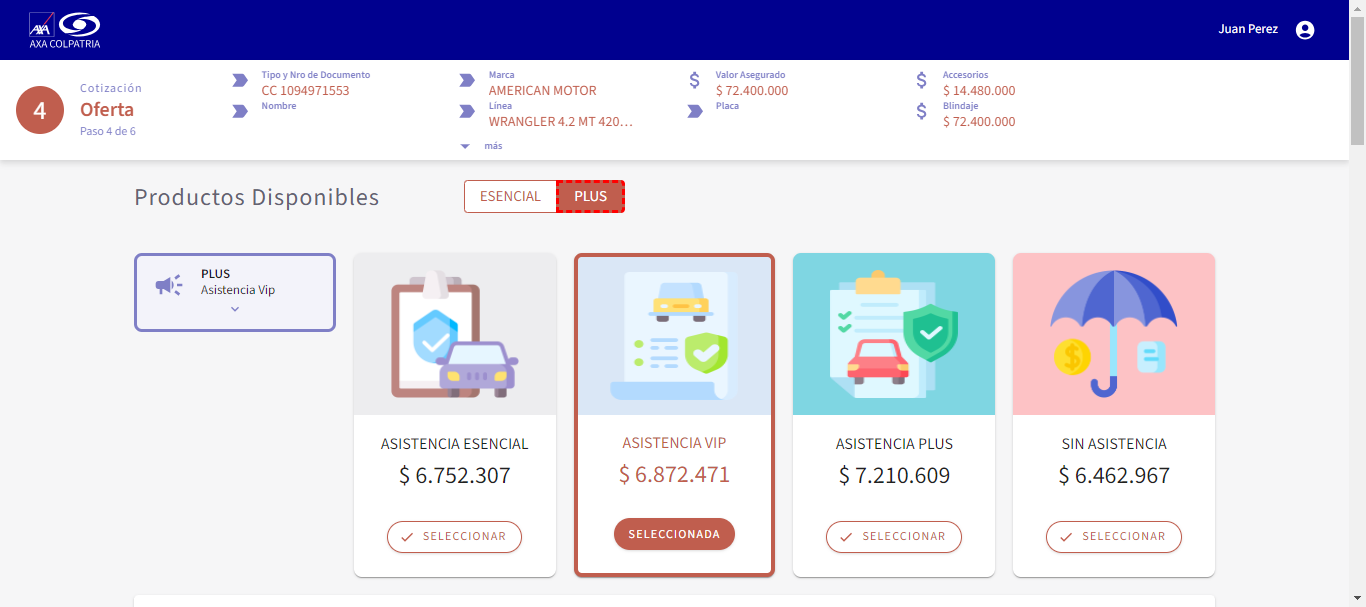 AXA
AXA COLPATRIA
Juan Perez
4
Cotización
Oferta
Paso 4 de 6
Tipo y Nro de Documento
CC 1094971553
Nombre
Marca
AMERICAN MOTOR
Línea
WRANGLER 4.2 MT 420…
más
Valor Asegurado
$ 72.400.000
Placa
Accesorios
$ 14.480.000
Blindaje
$ 72.400.000
Productos Disponibles
ESENCIAL
PLUS
PLUS
Asistencia Vip
ASISTENCIA ESENCIAL
$ 6.752.307
SELECCIONAR
ASISTENCIA VIP
$ 6.872.471
SELECCIONADA
ASISTENCIA PLUS
$ 7.210.609
SELECCIONAR
SIN ASISTENCIA
$ 6.462.967
SELECCIONAR